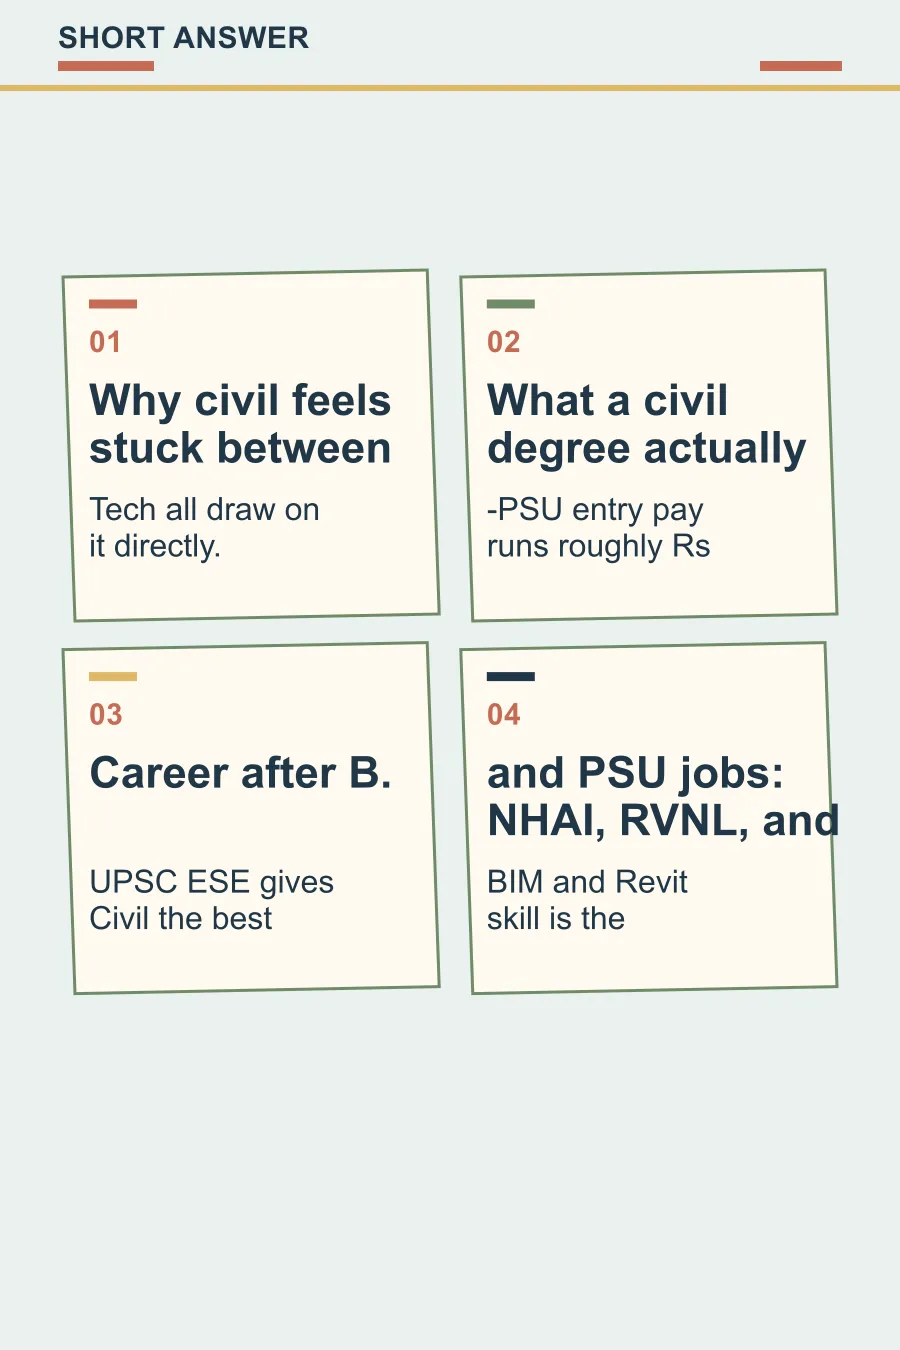 SHORT ANSWER
01
Why civil feels
stuck between
Tech all draw on
it directly.
02
What a civil
degree actually
-PSU entry pay
runs roughly Rs
03
Career after B.
UPSC ESE gives
Civil the best
04
and PSU jobs:
NHAI, RVNL, and
BIM and Revit
skill is the